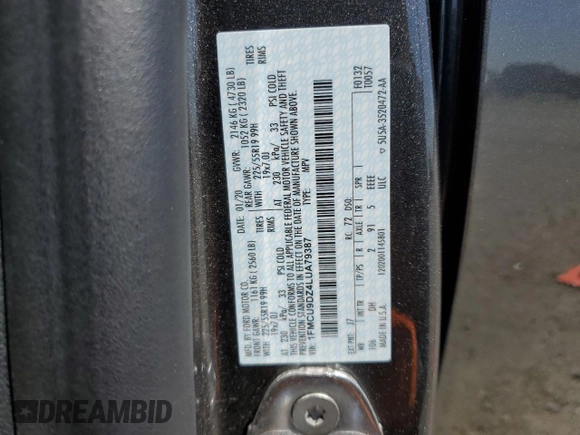 MFD. BY FORD MOTOR CO.
DATE: 01/20 GVWR: 2146 KG ( 4730 LB)
FRONT GAWR: 1161 KG ( 2560 LB) REAR GAWR: 1052 KG ( 2320 LB)
WITH 225/55R19 99H TIRES WITH 225/55R19 99H TIRES
19x7.0J RIMS 19x7.0J RIMS
AT 230 kPa/ 33 PSI COLD AT 230 kPa/ 33 PSI COLD
THIS VEHICLE CONFORMS TO ALL APPLICABLE FEDERAL MOTOR VEHICLE SAFETY AND THEFT
PREVENTION STANDARDS IN EFFECT ON THE DATE OF MANUFACTURE SHOWN ABOVE.
VIN: 1FMCU9DZ4LUA79387 TYPE: MPV
F0132
T0057
EXT PNT: J7 RC: 72 DSO:
WB INT TR TP/PS R AXLE TR SPR
106 DH 2 91 5 EEEE
MADE IN U.S.A. 120200114S801 ULC ▽ 5U5A-3520472-AA
DREAMBID